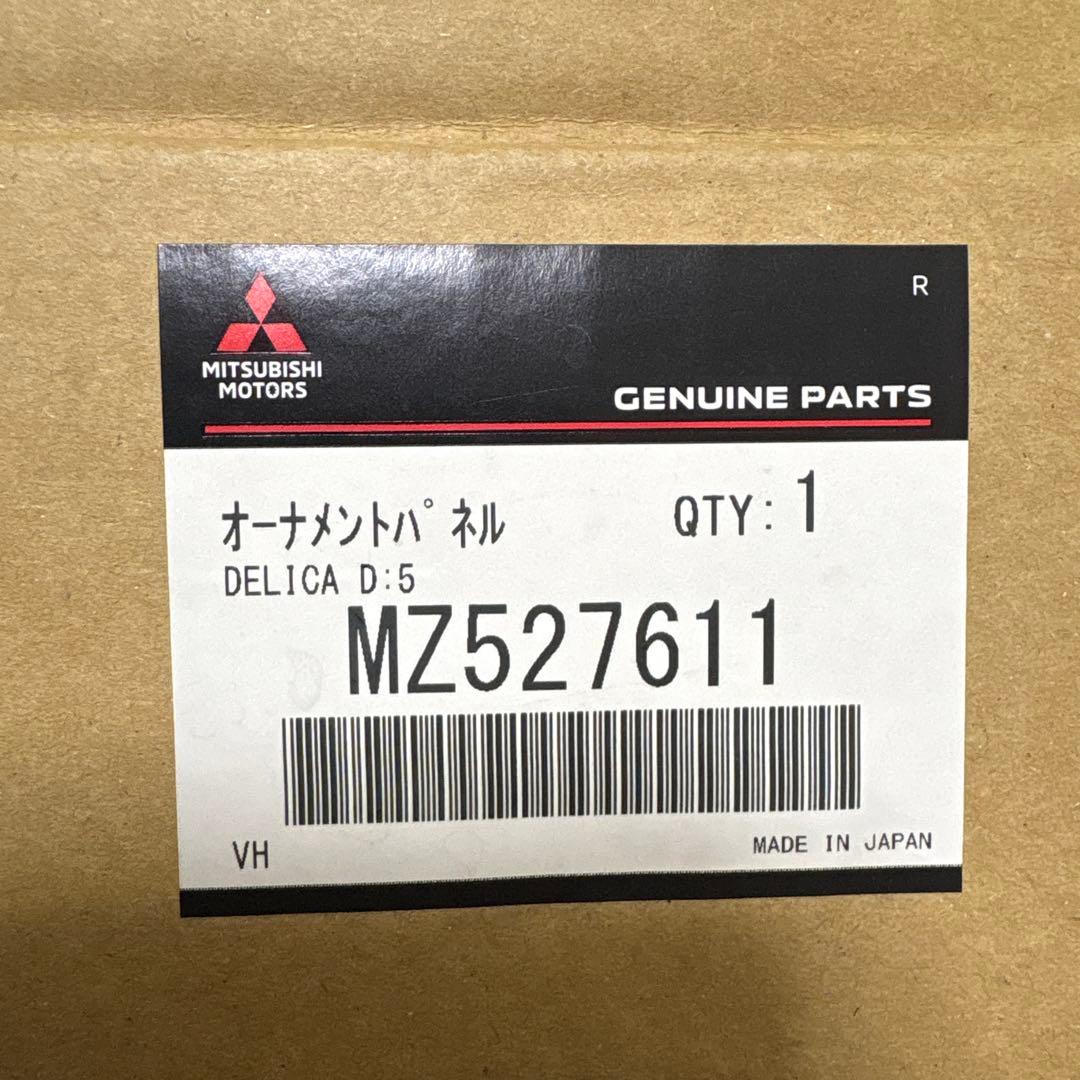 R
MITSUBISHI
MOTORS
GENUINE PARTS
オーナメントパネル QTY: 1
DELICA D:5
MZ527611
VH MADE IN JAPAN